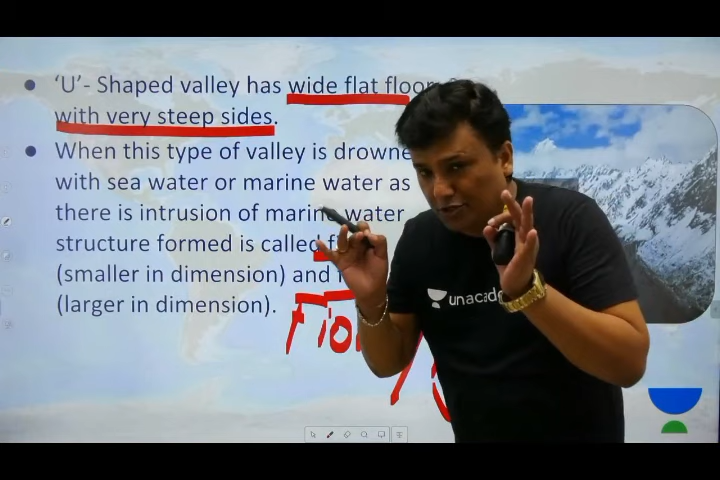 ‘U’- Shaped valley has wide flat floor
with very steep sides.
When this type of valley is
with sea water or marine water as
there is intrusion of marine water
structure formed is called
(smaller in dimension) and
(larger in dimension).
unacademy